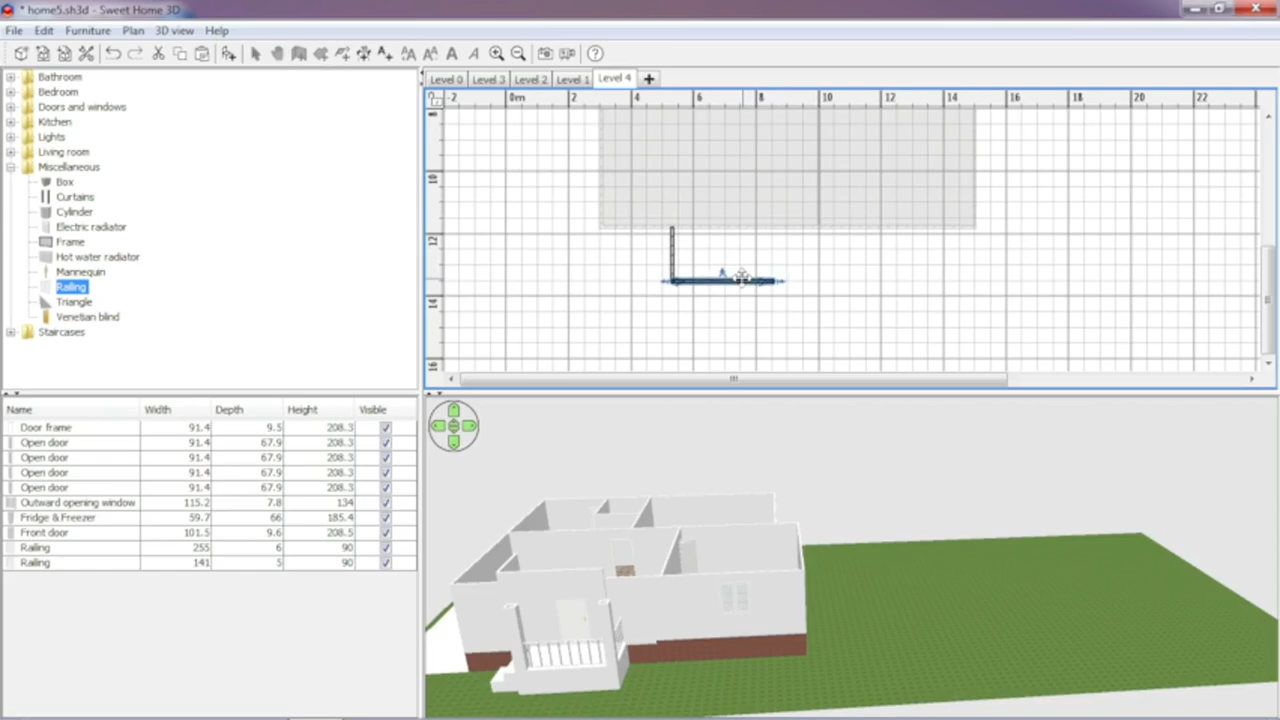 * home5.sh3d - Sweet Home 3D
File Edit Furniture Plan 3D view Help
Bathroom
Bedroom
Doors and windows
Kitchen
Lights
Living room
Miscellaneous
Box
Curtains
Cylinder
Electric radiator
Frame
Hot water radiator
Mannequin
Railing
Triangle
Venetian blind
Staircases
Level 0 Level 3 Level 2 Level 1 Level 4
-2 0m 2 4 6 8 10 12 14 16 18 20 22
8
10
12
14
16
Name Width Depth Height Visible
Door frame 91.4 9.5 208.3
Open door 91.4 67.9 208.3
Open door 91.4 67.9 208.3
Open door 91.4 67.9 208.3
Open door 91.4 67.9 208.3
Outward opening window 115.2 7.8 134
Fridge & Freezer 59.7 66 185.4
Front door 101.5 9.6 208.5
Railing 255 6 90
Railing 141 5 90